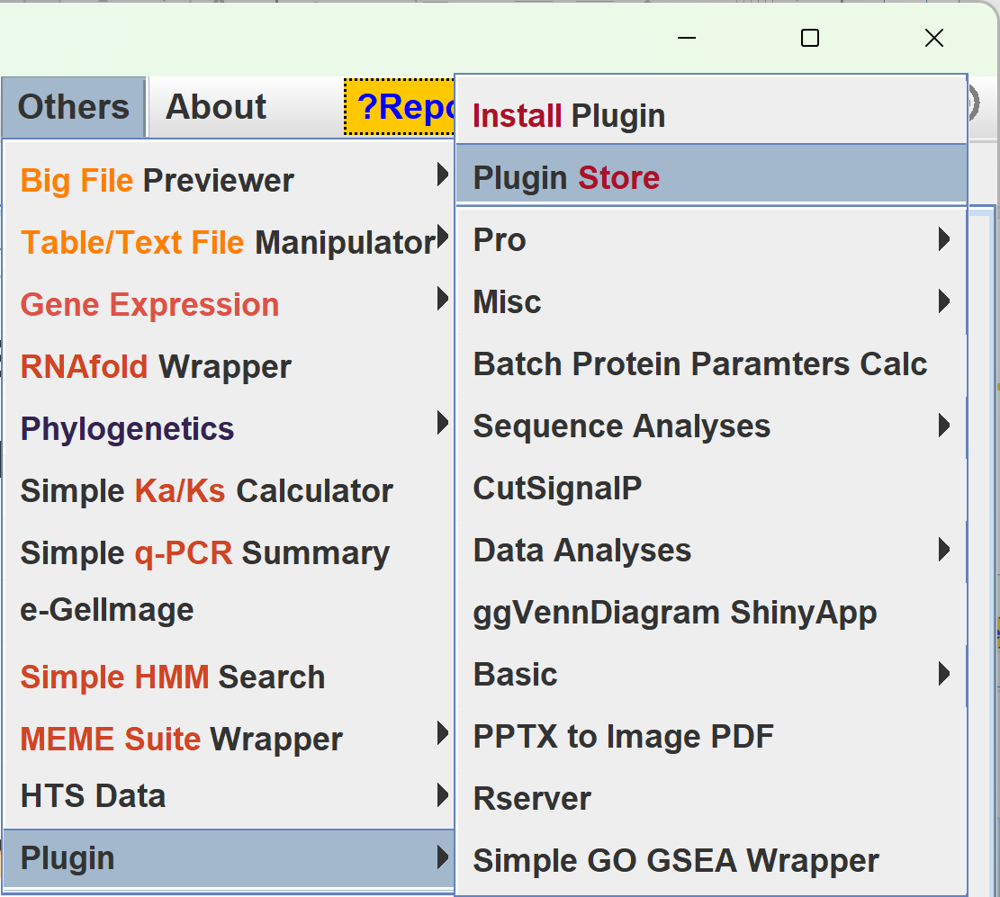 Others About ?Repo
Big File Previewer
Table/Text File Manipulator
Gene Expression
RNAfold Wrapper
Phylogenetics
Simple Ka/Ks Calculator
Simple q-PCR Summary
e-GelImage
Simple HMM Search
MEME Suite Wrapper
HTS Data
Plugin
Install Plugin
Plugin Store
Pro
Misc
Batch Protein Paramters Calc
Sequence Analyses
CutSignalP
Data Analyses
ggVennDiagram ShinyApp
Basic
PPTX to Image PDF
Rserver
Simple GO GSEA Wrapper